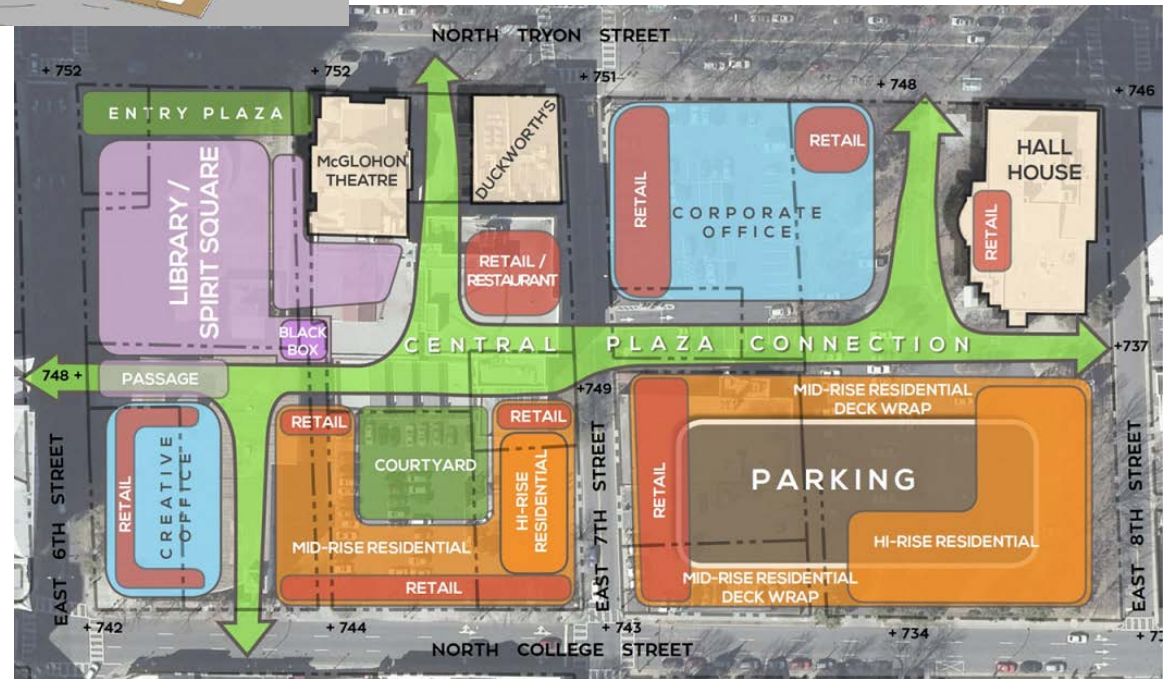 NORTH TRYON STREET
+ 752
+ 752
+ 751
+ 748
+ 746
ENTRY PLAZA
McGLOHON
THEATRE
DUCKWORTH'S
RETAIL
RETAIL
CORPORATE
OFFICE
HALL
HOUSE
RETAIL
LIBRARY /
SPIRIT SQUARE
RETAIL /
RESTAURANT
BLACK
BOX
CENTRAL PLAZA CONNECTION
+737
748 +
PASSAGE
+749
EAST 6TH STREET
RETAIL
CREATIVE
OFFICE
RETAIL
COURTYARD
RETAIL
HI-RISE
RESIDENTIAL
MID-RISE RESIDENTIAL
RETAIL
EAST 7TH STREET
RETAIL
MID-RISE RESIDENTIAL
DECK WRAP
PARKING
HI-RISE RESIDENTIAL
MID-RISE RESIDENTIAL
DECK WRAP
EAST 8TH STREET
+ 742
+ 744
+ 743
+ 734
NORTH COLLEGE STREET